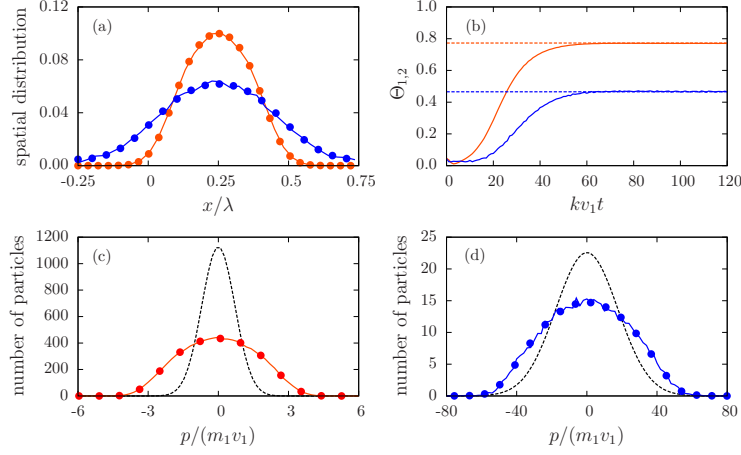 (a)
spatial distribution
0.12
0.08
0.04
0.00
-0.25 0 0.25 0.5 0.75
x/λ
(b)
Θ1,2
1.0
0.8
0.6
0.4
0.2
0.0
0 20 40 60 80 100 120
kv1t
(c)
number of particles
1200
1000
800
600
400
200
0
-6 -3 0 3 6
p/(m1v1)
(d)
number of particles
25
20
15
10
5
0
-80 -40 0 40 80
p/(m1v1)